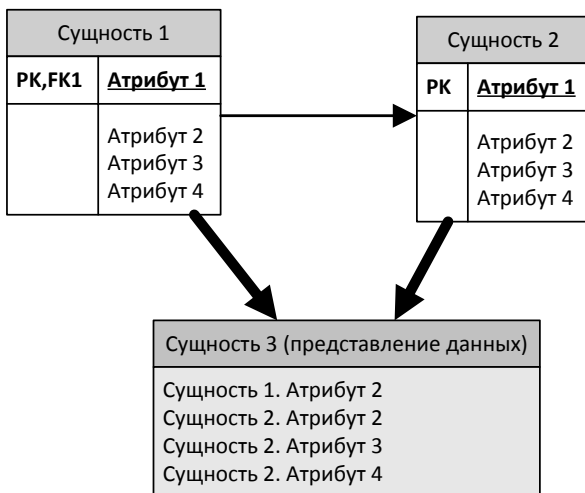 Сущность 1
PK,FK1 Атрибут 1
Атрибут 2
Атрибут 3
Атрибут 4
Сущность 2
PK Атрибут 1
Атрибут 2
Атрибут 3
Атрибут 4
Сущность 3 (представление данных)
Сущность 1. Атрибут 2
Сущность 2. Атрибут 2
Сущность 2. Атрибут 3
Сущность 2. Атрибут 4